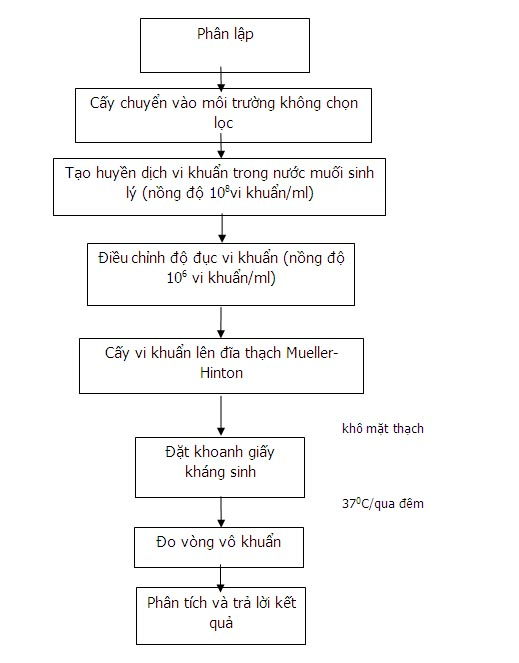 Phân lập
Cấy chuyển vào môi trường không chọn
lọc
Tạo huyền dịch vi khuẩn trong nước muối sinh
lý (nồng độ 10⁸vi khuẩn/ml)
Điều chỉnh độ đục vi khuẩn (nồng độ
10⁶ vi khuẩn/ml)
Cấy vi khuẩn lên đĩa thạch Mueller-
Hinton
khô mặt thạch
Đặt khoanh giấy
kháng sinh
37⁰C/qua đêm
Đo vòng vô khuẩn
Phân tích và trả lời kết
quả